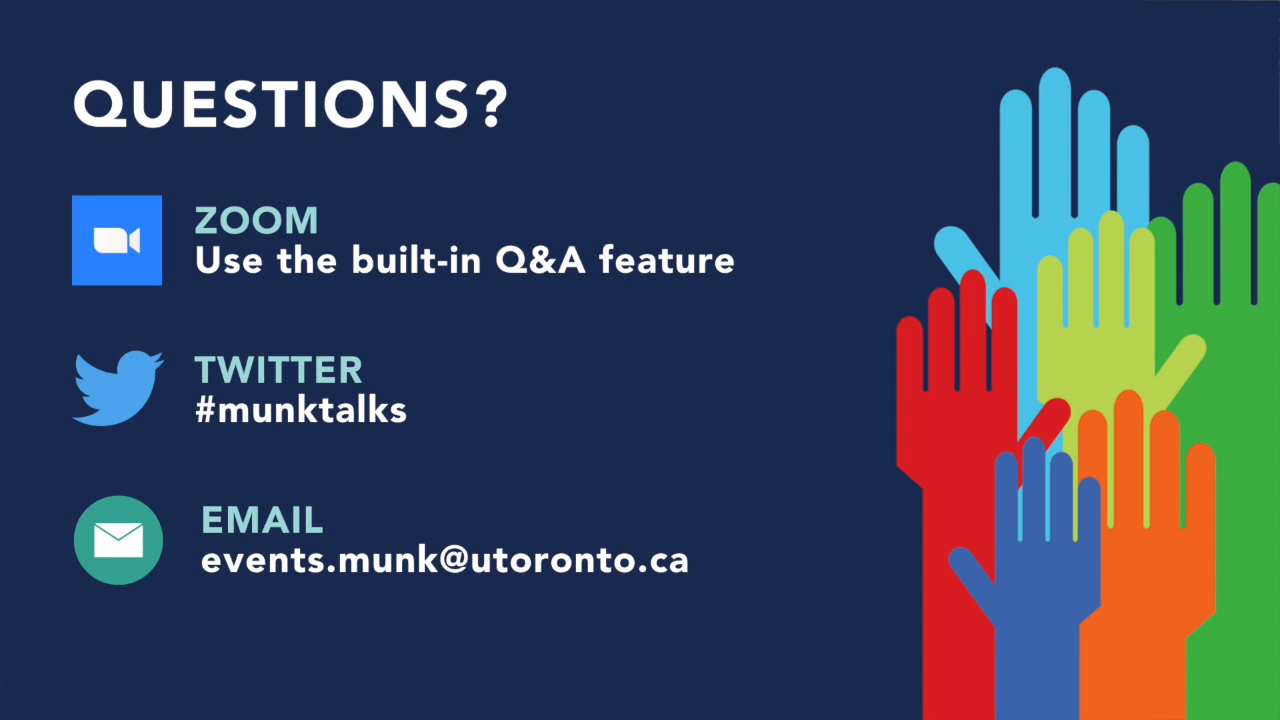 QUESTIONS?
ZOOM
Use the built-in Q&A feature
TWITTER
#munktalks
EMAIL
events.munk@utoronto.ca